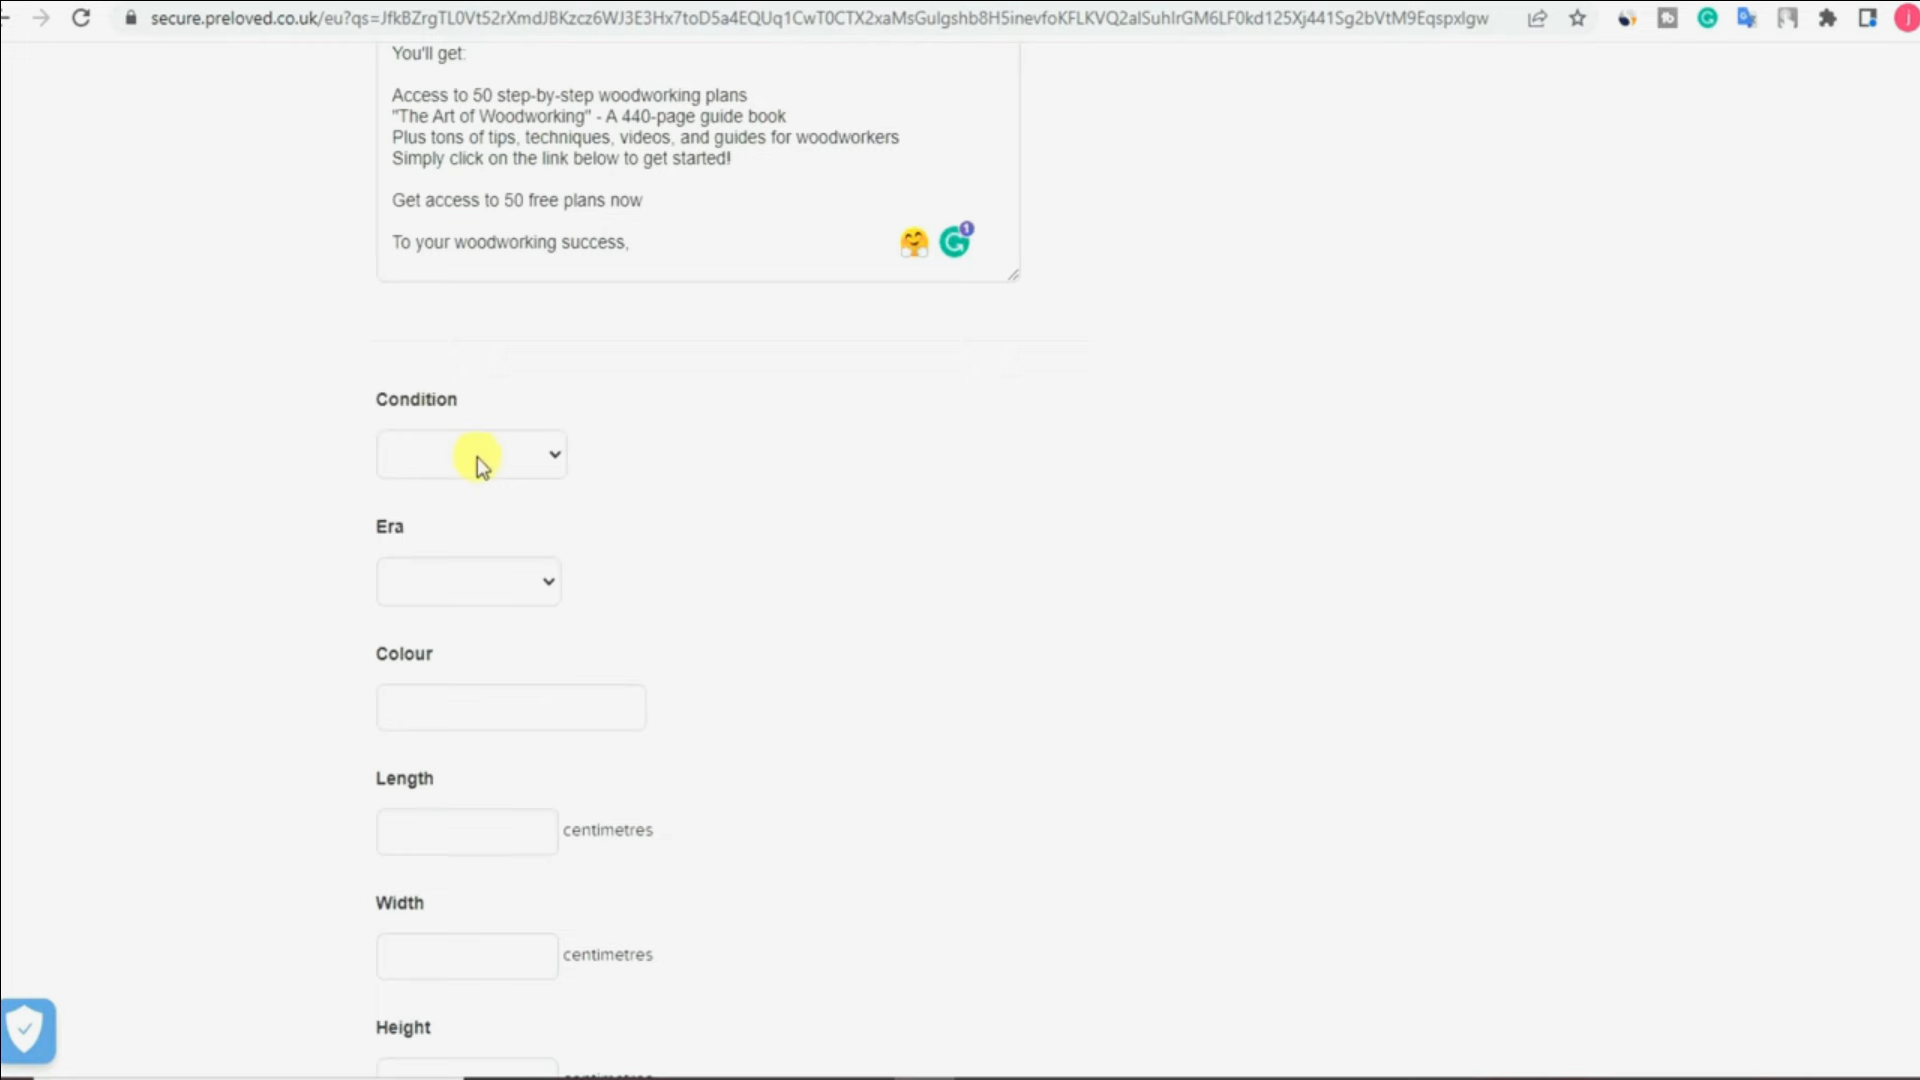 secure.preloved.co.uk/eu?qs=JfkBZrgTL0Vt52rXmdJBKzcz6WJ3E3Hx7toD5a4EQUq1CwT0CTX2xaMsGulgshb8H5inevfoKFLKVQ2alSuhlrGM6LF0kd125Xj441Sg2bVtM9Eqspxlgw
You'll get:
Access to 50 step-by-step woodworking plans
"The Art of Woodworking" - A 440-page guide book
Plus tons of tips, techniques, videos, and guides for woodworkers
Simply click on the link below to get started!
Get access to 50 free plans now
To your woodworking success,
1
Condition
Era
Colour
Length
centimetres
Width
centimetres
Height